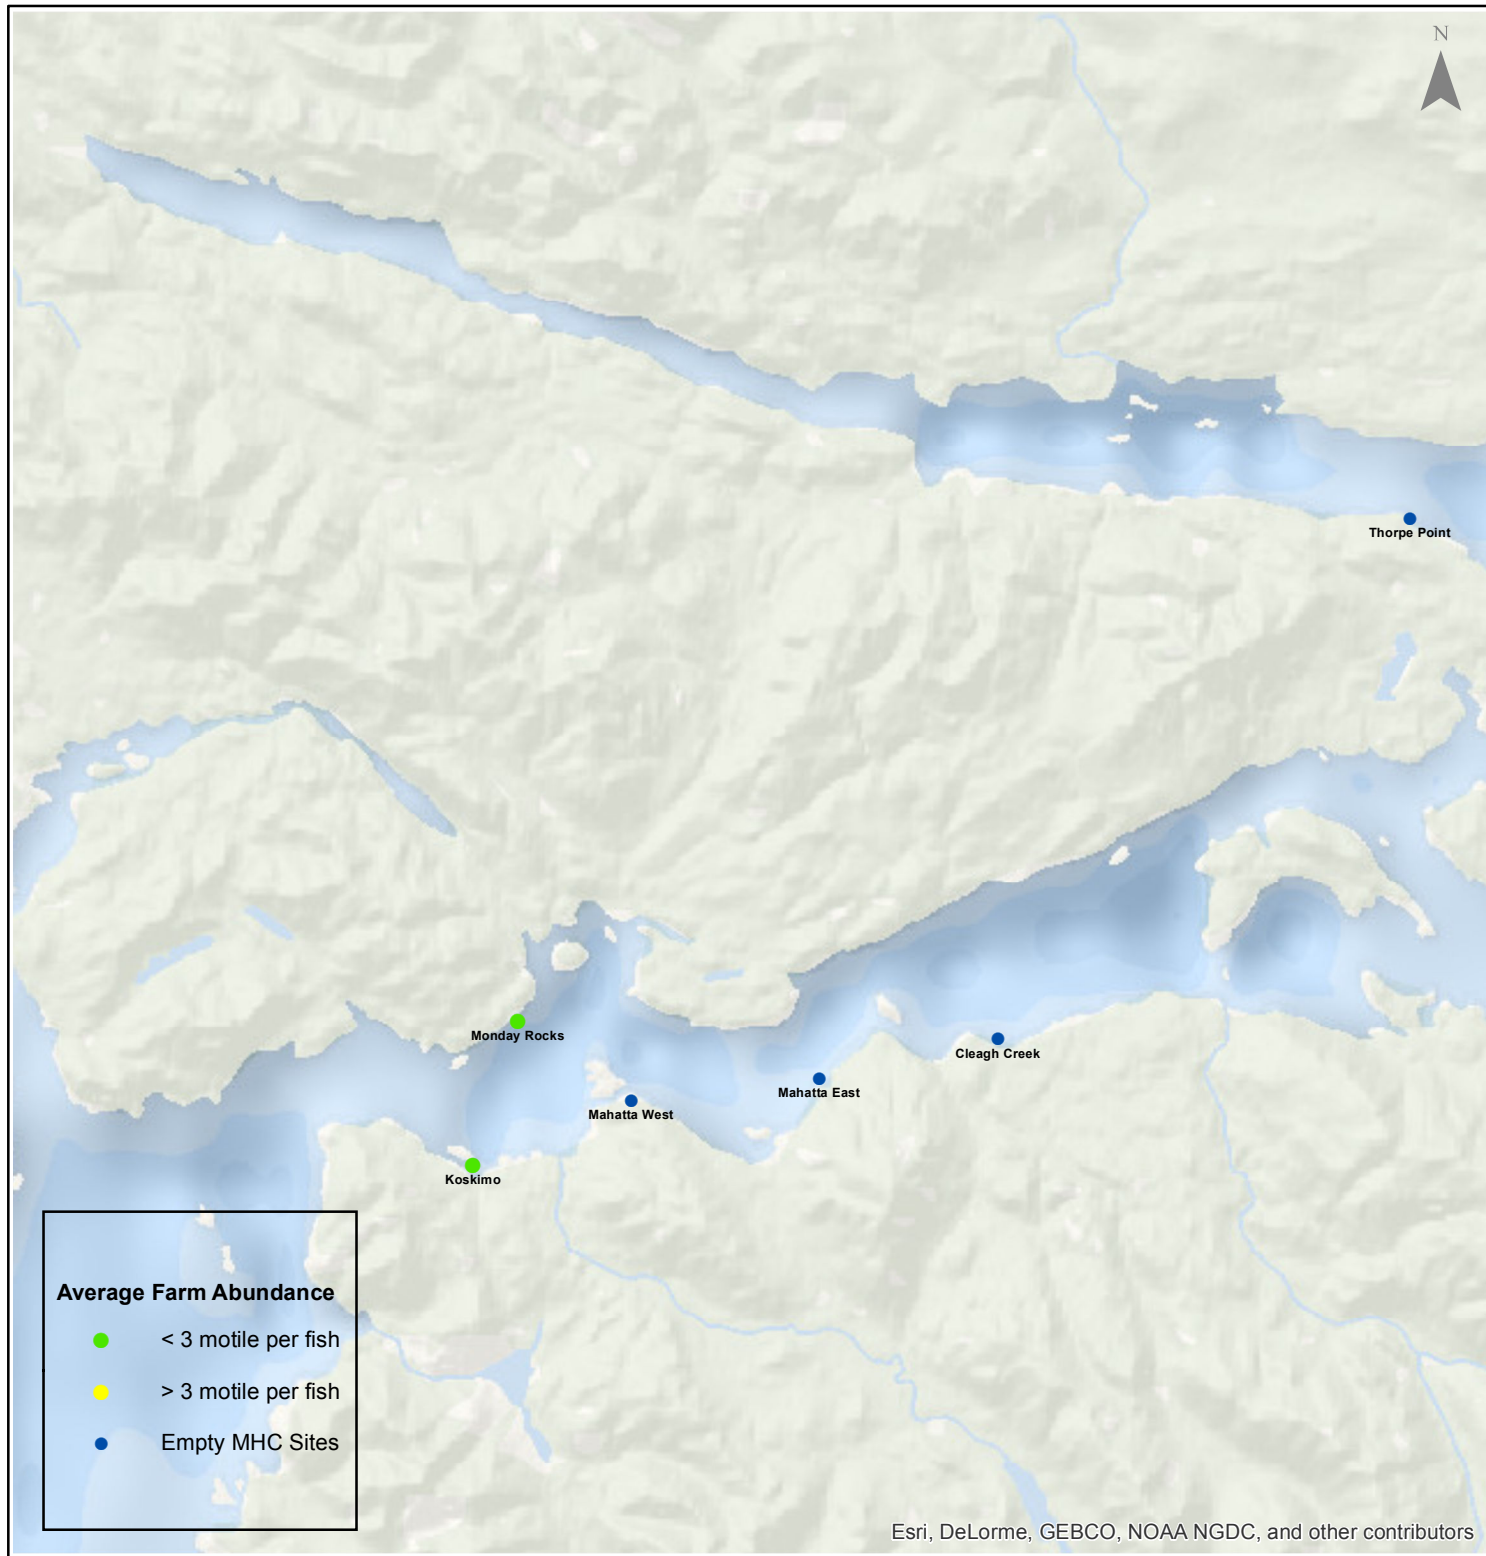 N
Thorpe Point
Monday Rocks
Cleagh Creek
Mahatta East
Mahatta West
Koskimo
Average Farm Abundance
< 3 motile per fish
> 3 motile per fish
Empty MHC Sites
Esri, DeLorme, GEBCO, NOAA NGDC, and other contributors